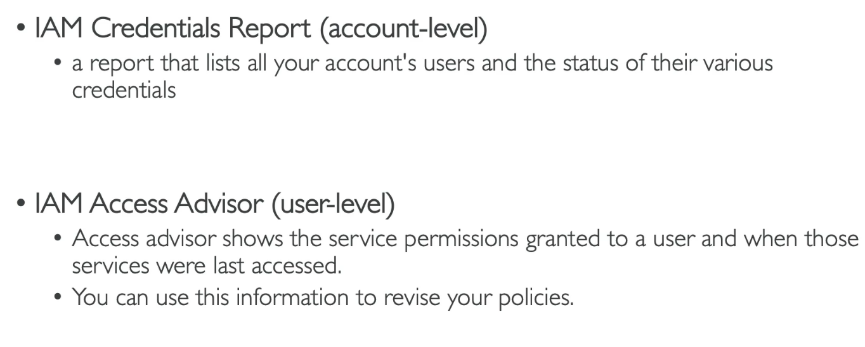 • IAM Credentials Report (account-level)
• a report that lists all your account's users and the status of their various
credentials
• IAM Access Advisor (user-level)
• Access advisor shows the service permissions granted to a user and when those
services were last accessed.
• You can use this information to revise your policies.